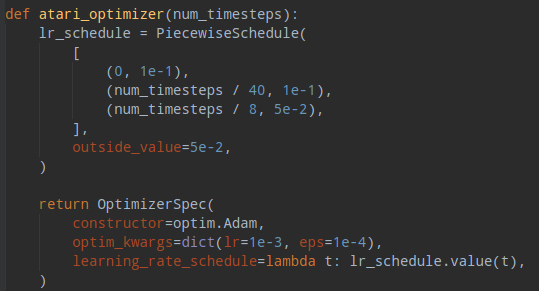 def atari_optimizer(num_timesteps):
    lr_schedule = PiecewiseSchedule(
        [
            (0, 1e-1),
            (num_timesteps / 40, 1e-1),
            (num_timesteps / 8, 5e-2),
        ],
        outside_value=5e-2,
    )

    return OptimizerSpec(
        constructor=optim.Adam,
        optim_kwargs=dict(lr=1e-3, eps=1e-4),
        learning_rate_schedule=lambda t: lr_schedule.value(t),
    )